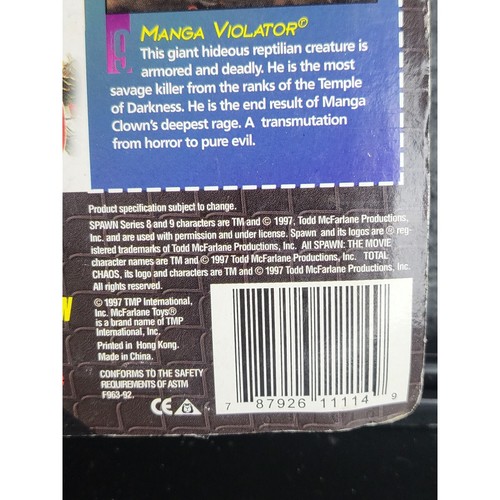 9 MANGA VIOLATOR©
This giant hideous reptilian creature is
armored and deadly. He is the most
savage killer from the ranks of the Temple
of Darkness. He is the end result of Manga
Clown's deepest rage. A transmutation
from horror to pure evil.
Product specification subject to change.
SPAWN Series 8 and 9 characters are TM and © 1997, Todd McFarlane Productions,
Inc. and are used with permission and under license. Spawn and its logos are ® reg-
istered trademarks of Todd McFarlane Productions, Inc. All SPAWN: THE MOVIE
character names are TM and © 1997 Todd McFarlane Productions, Inc. TOTAL
CHAOS, its logo and characters are TM and © 1997 Todd McFarlane Productions, Inc.
All rights reserved.
© 1997 TMP International,
Inc. McFarlane Toys®
is a brand name of TMP
International, Inc.
Printed in Hong Kong.
Made in China.
CONFORMS TO THE SAFETY
REQUIREMENTS OF ASTM
F963-92.
CE
7 87926 11114 9